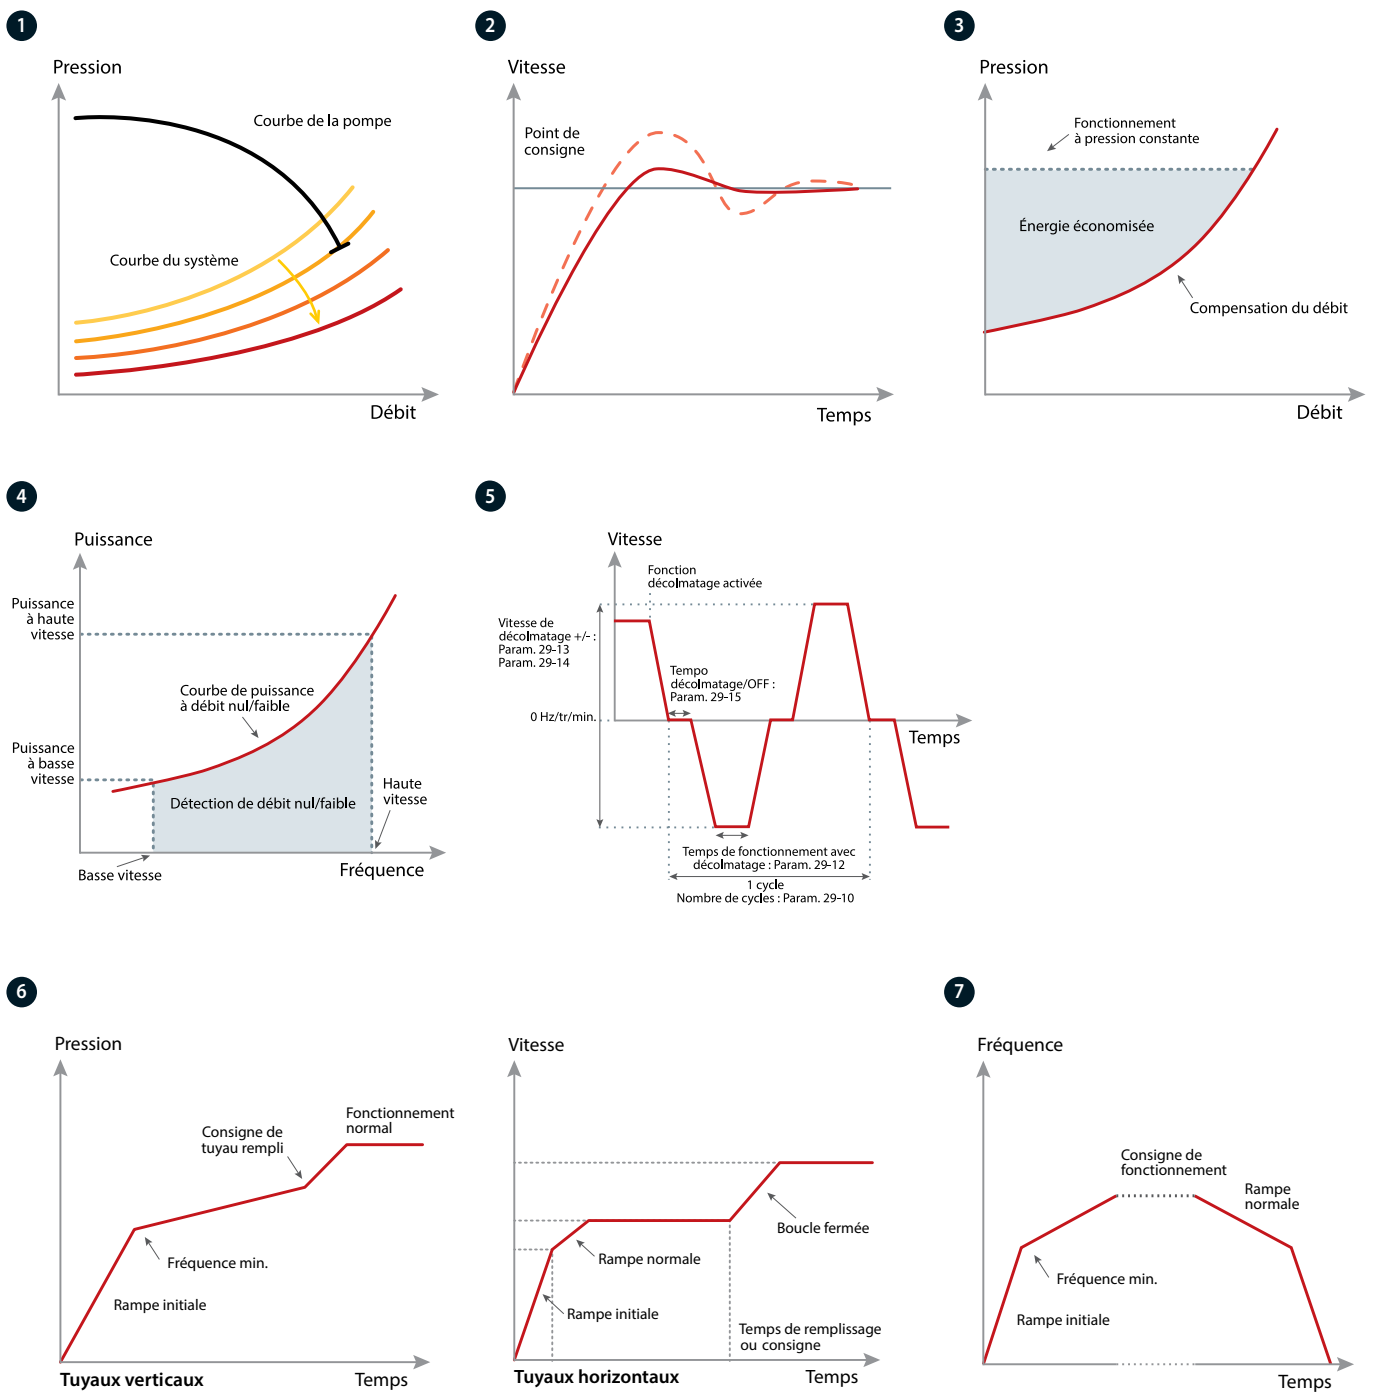 1
Pression
Courbe de la pompe
Courbe du système
Débit
2
Vitesse
Point de
consigne
Temps
3
Pression
Fonctionnement
à pression constante
Énergie économisée
Compensation du débit
Débit
4
Puissance
Puissance
à haute
vitesse
Courbe de puissance
à débit nul/faible
Puissance
à basse
vitesse
Détection de débit nul/faible
Haute
vitesse
Basse vitesse
Fréquence
5
Vitesse
Fonction
décolmatage activée
Vitesse de
décolmatage +/- :
Param. 29-13
Param. 29-14
Tempo
décolmatage/OFF :
Param. 29-15
0 Hz/tr/min.
Temps
Temps de fonctionnement avec
décolmatage : Param. 29-12
1 cycle
Nombre de cycles : Param. 29-10
6
Pression
Fonctionnement
normal
Consigne de
tuyau rempli
Fréquence min.
Rampe initiale
Tuyaux verticaux
Temps
Vitesse
Boucle fermée
Rampe normale
Rampe initiale
Temps de remplissage
ou consigne
Tuyaux horizontaux
Temps
7
Fréquence
Consigne de
fonctionnement
Rampe
normale
Fréquence min.
Rampe initiale
Temps